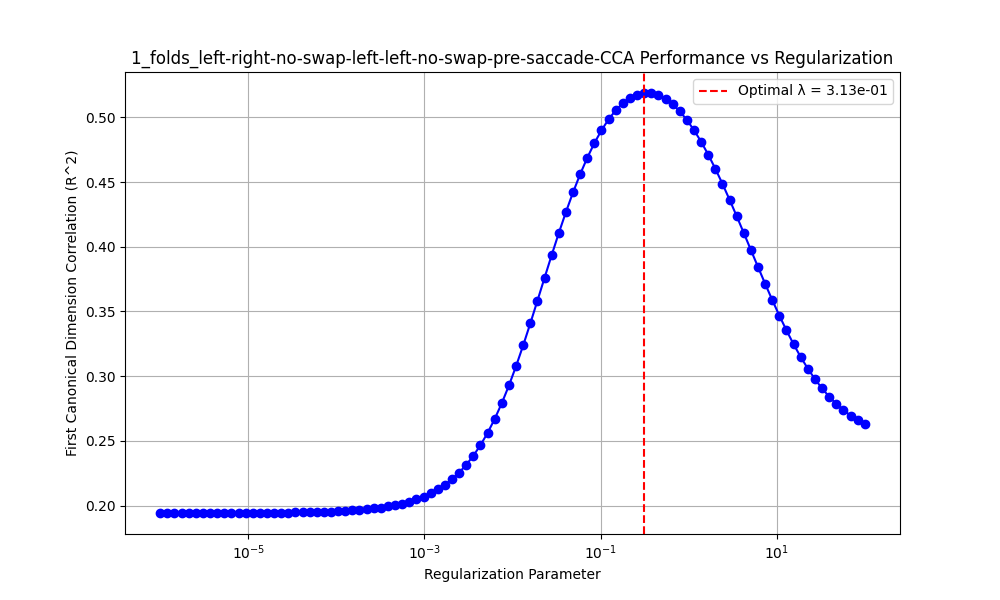 1_folds_left-right-no-swap-left-left-no-swap-pre-saccade-CCA Performance vs Regularization
Optimal λ = 3.13e-01
First Canonical Dimension Correlation (R^2)
0.50
0.45
0.40
0.35
0.30
0.25
0.20
10⁻⁵
10⁻³
10⁻¹
10¹
Regularization Parameter